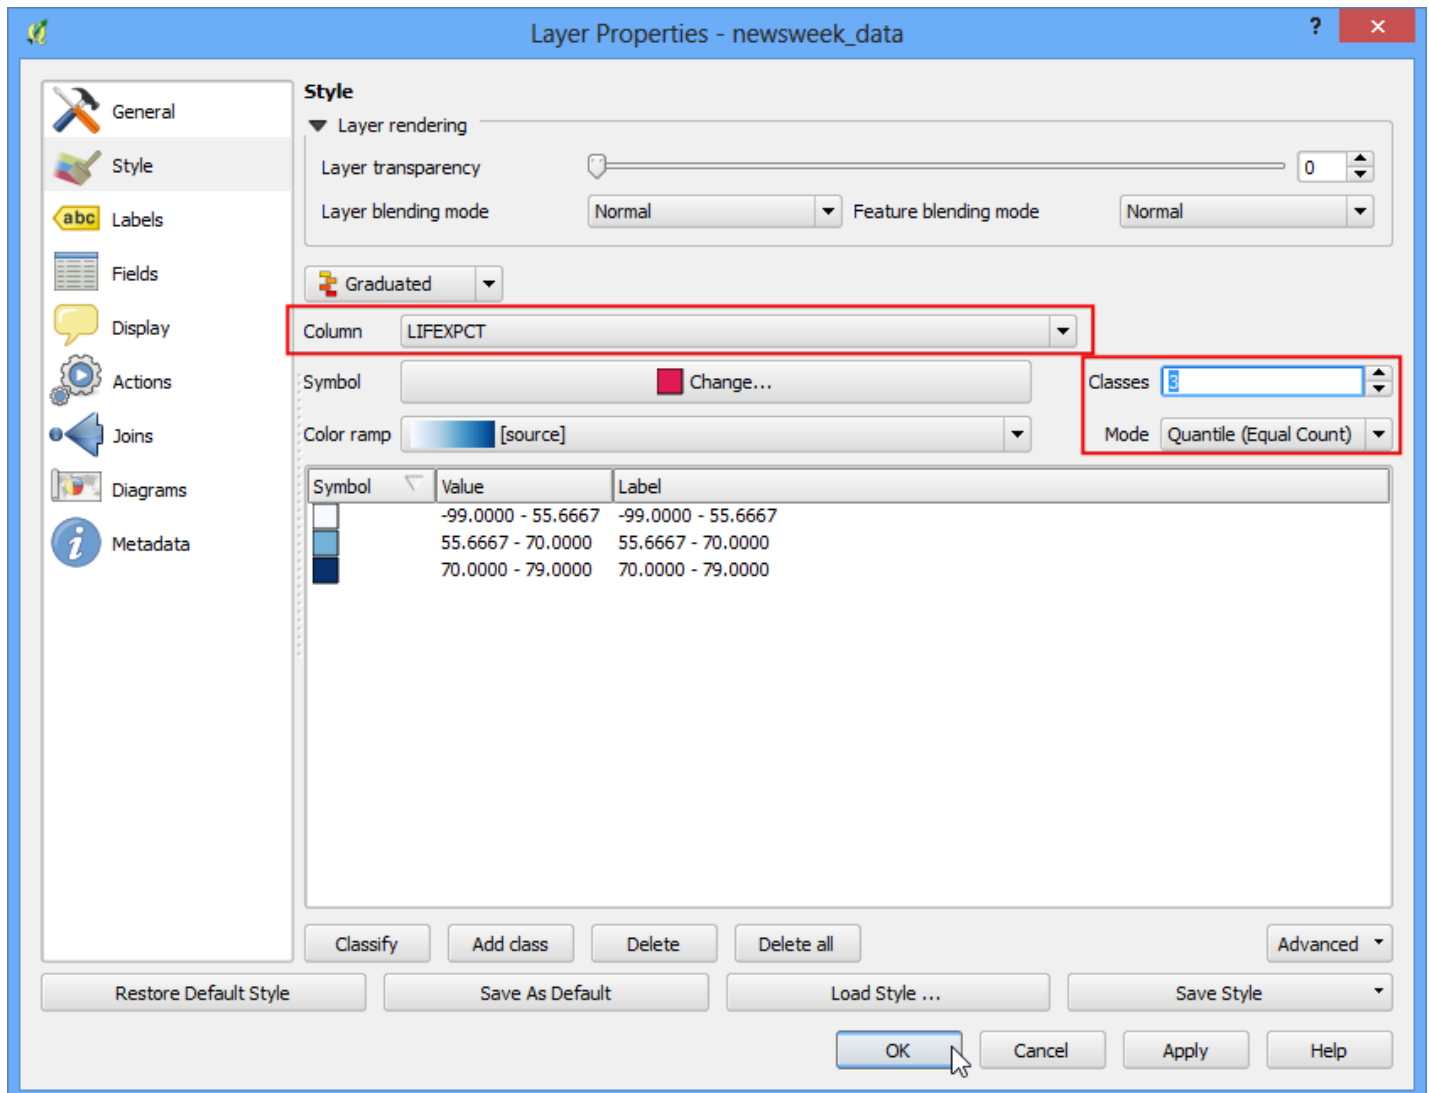 Layer Properties - newsweek_data
?
General
Style
abc Labels
Fields
Display
Actions
Joins
Diagrams
i Metadata
Style
Layer rendering
Layer transparency 0
Layer blending mode Normal Feature blending mode Normal
Graduated
Column LIFEXPCT
Symbol Change... Classes 3
Color ramp [source] Mode Quantile (Equal Count)
Symbol Value Label
-99.0000 - 55.6667 -99.0000 - 55.6667
55.6667 - 70.0000 55.6667 - 70.0000
70.0000 - 79.0000 70.0000 - 79.0000
Classify Add class Delete Delete all Advanced
Restore Default Style Save As Default Load Style ... Save Style
OK Cancel Apply Help